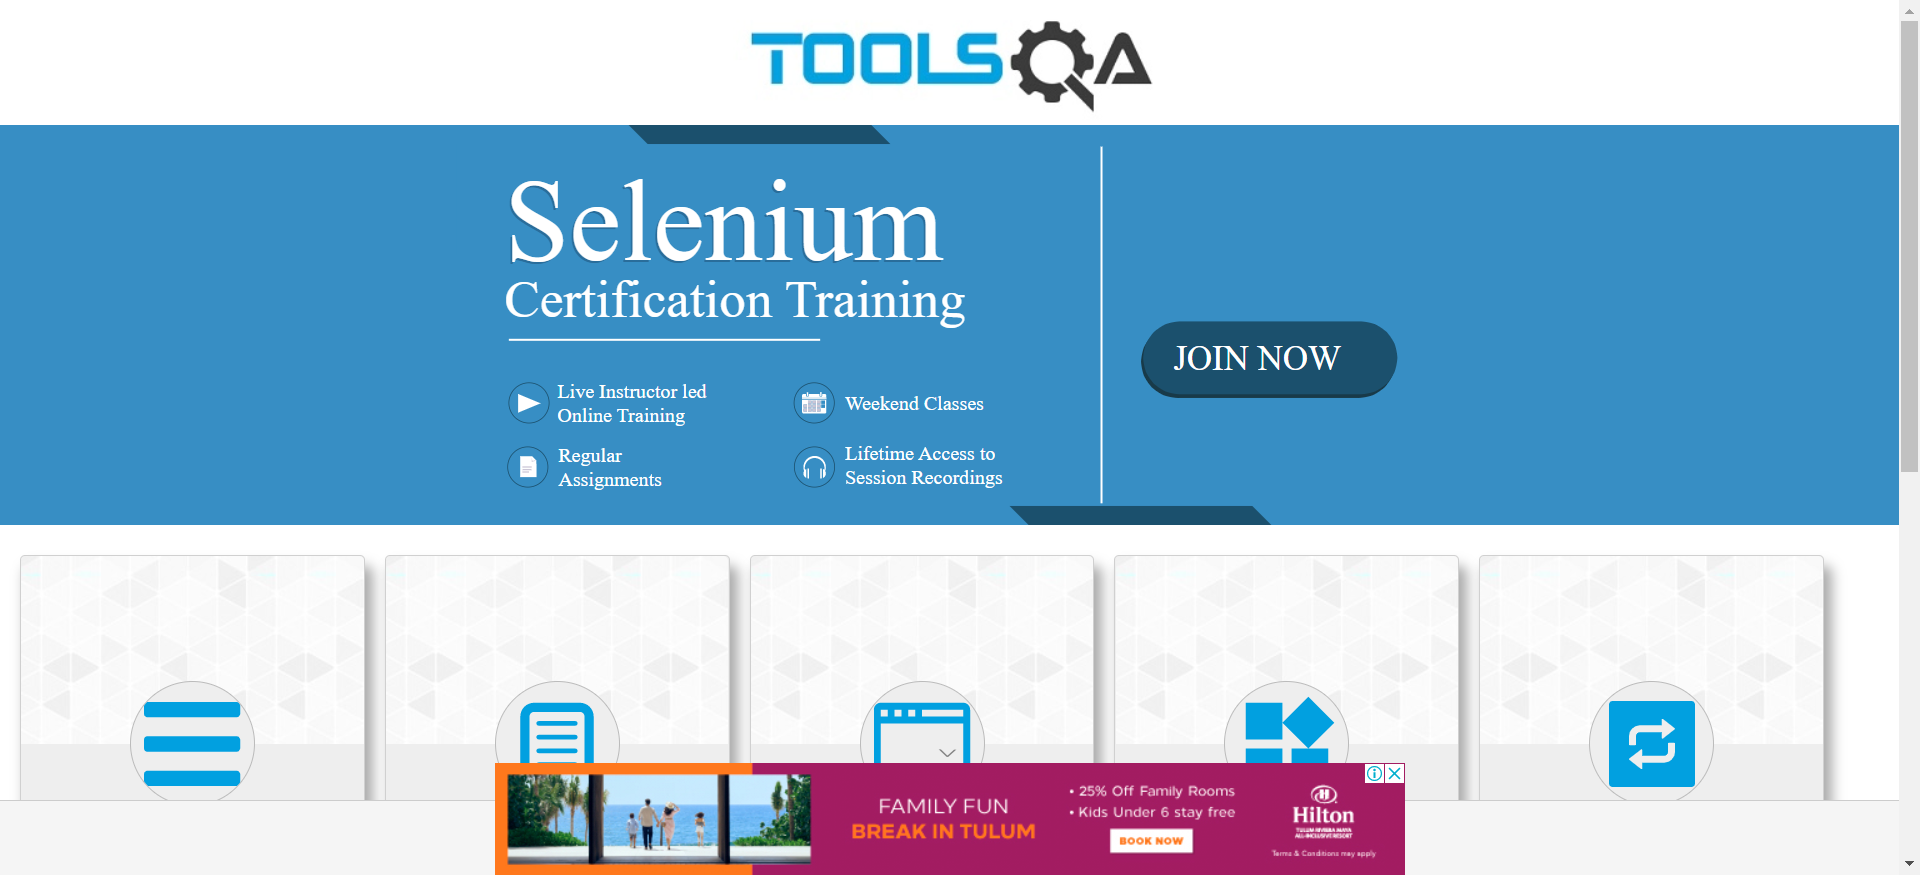 TOOLSQA
Selenium
Certification Training
JOIN NOW
Live Instructor led
Online Training
Weekend Classes
Regular
Assignments
Lifetime Access to
Session Recordings
FAMILY FUN
BREAK IN TULUM
• 25% Off Family Rooms
• Kids Under 6 stay free
BOOK NOW
Hilton
TULUM RIVIERA MAYA
ALL-INCLUSIVE RESORT
Terms & Conditions may apply